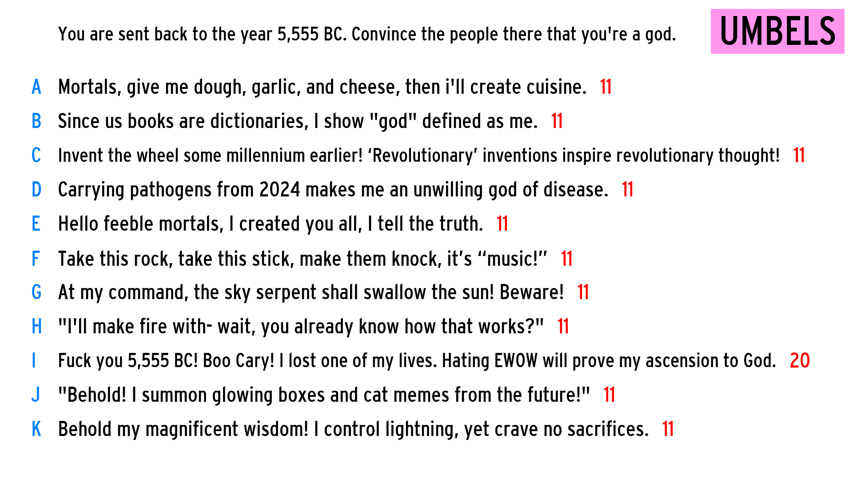 You are sent back to the year 5,555 BC. Convince the people there that you're a god. UMBELS
A Mortals, give me dough, garlic, and cheese, then i'll create cuisine. 11
B Since us books are dictionaries, I show "god" defined as me. 11
C Invent the wheel some millennium earlier! ‘Revolutionary’ inventions inspire revolutionary thought! 11
D Carrying pathogens from 2024 makes me an unwilling god of disease. 11
E Hello feeble mortals, I created you all, I tell the truth. 11
F Take this rock, take this stick, make them knock, it’s “music!” 11
G At my command, the sky serpent shall swallow the sun! Beware! 11
H "I'll make fire with- wait, you already know how that works?" 11
I Fuck you 5,555 BC! Boo Cary! I lost one of my lives. Hating EWOW will prove my ascension to God. 20
J "Behold! I summon glowing boxes and cat memes from the future!" 11
K Behold my magnificent wisdom! I control lightning, yet crave no sacrifices. 11